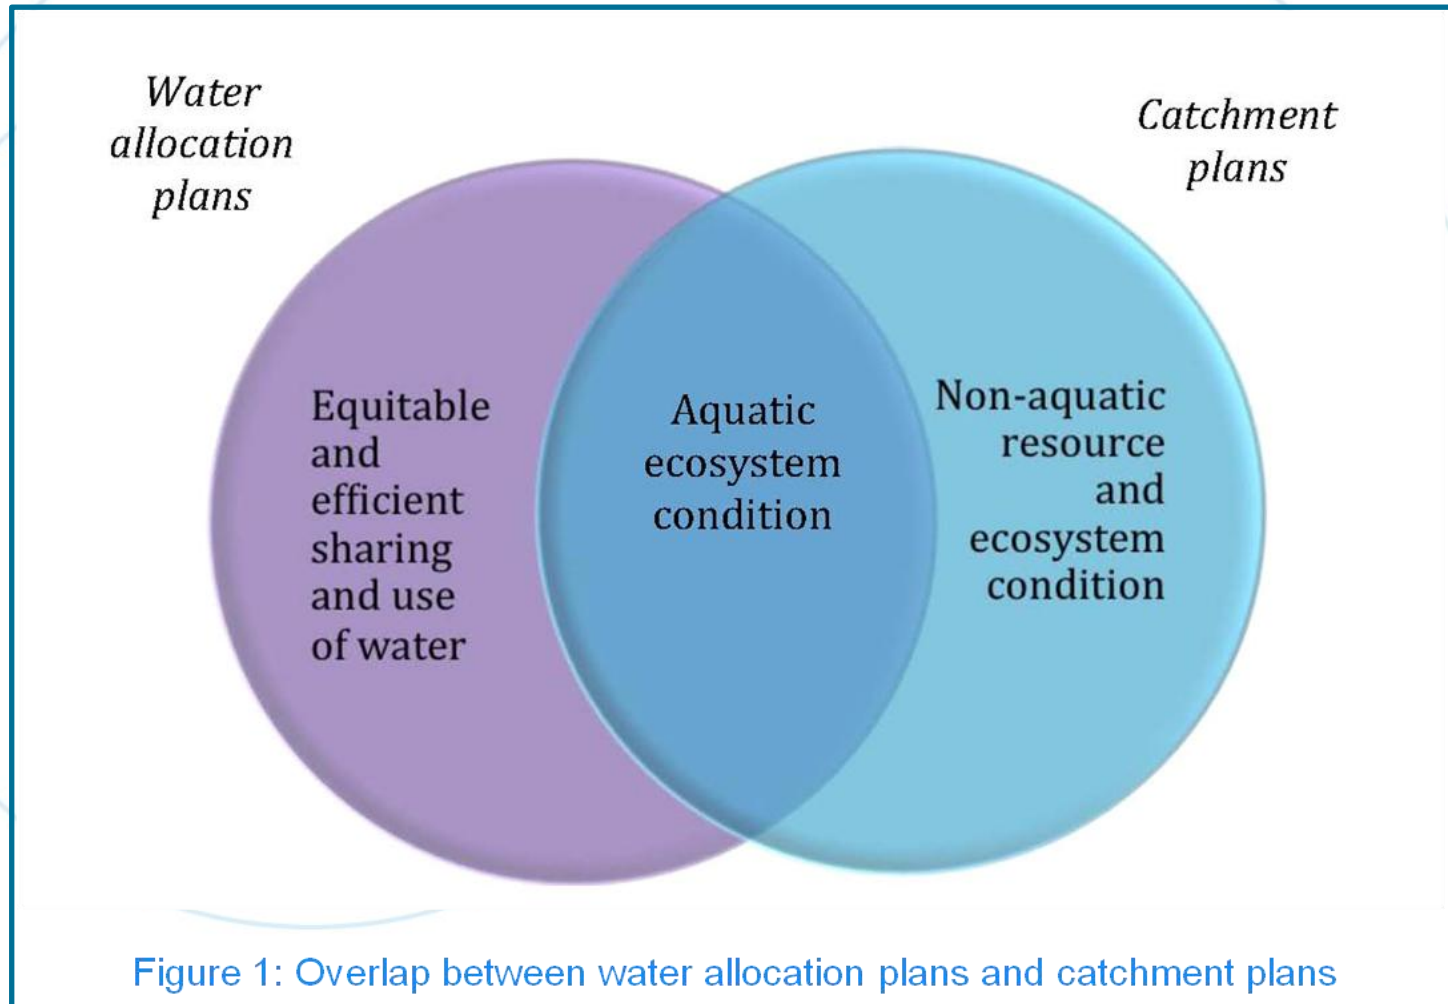 Water
allocation
plans
Catchment
plans
Equitable
and
efficient
sharing
and use
of water
Aquatic
ecosystem
condition
Non-aquatic
resource
and
ecosystem
condition
Figure 1: Overlap between water allocation plans and catchment plans